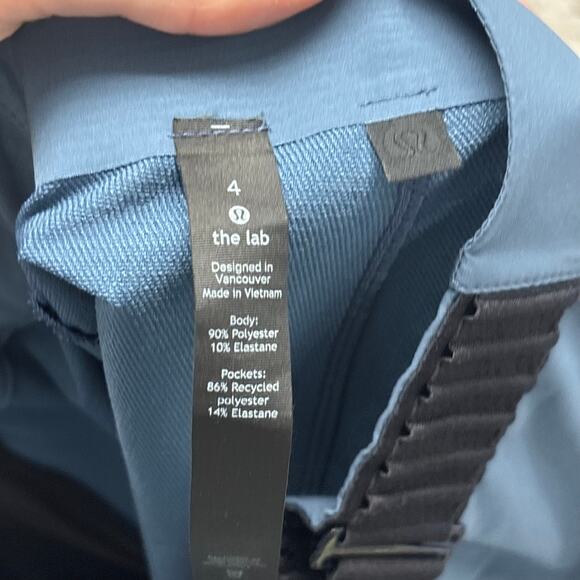 4
the lab
Designed in
Vancouver
Made in Vietnam
Body:
90% Polyester
10% Elastane
Pockets:
86% Recycled
polyester
14% Elastane